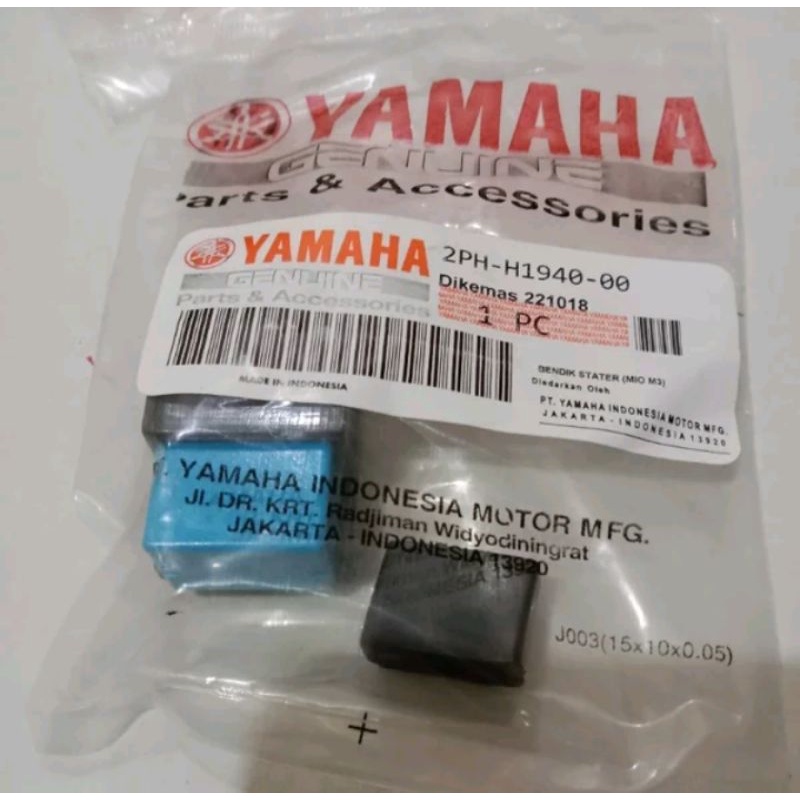 YAMAHA
GENUINE
Parts & Accessories
YAMAHA
GENUINE
Parts & Accessories
2PH-H1940-00
Dikemas 221018
1 PC
MADE IN INDONESIA
BENDIK STATER (MIO M3)
Diedarkan Oleh
PT. YAMAHA INDONESIA MOTOR MFG.
JAKARTA - INDONESIA 13920
YAMAHA INDONESIA MOTOR MFG.
Jl. DR. KRT. Radjiman Widyodiningrat
JAKARTA - INDONESIA 13920
J003(15x10x0.05)